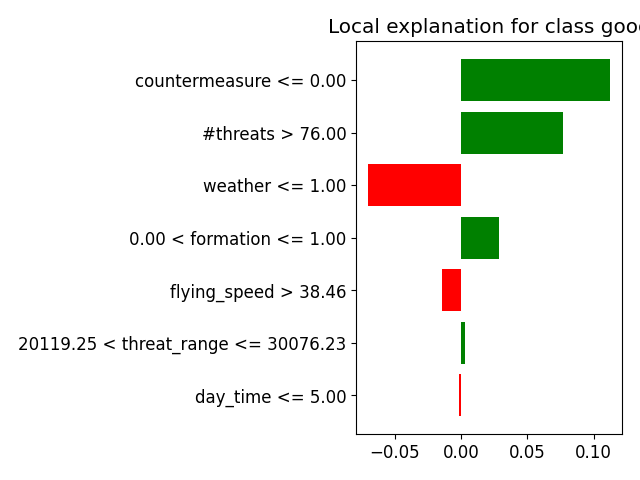 Local explanation for class good
countermeasure <= 0.00
#threats > 76.00
weather <= 1.00
0.00 < formation <= 1.00
flying_speed > 38.46
20119.25 < threat_range <= 30076.23
day_time <= 5.00
−0.05 0.00 0.05 0.10